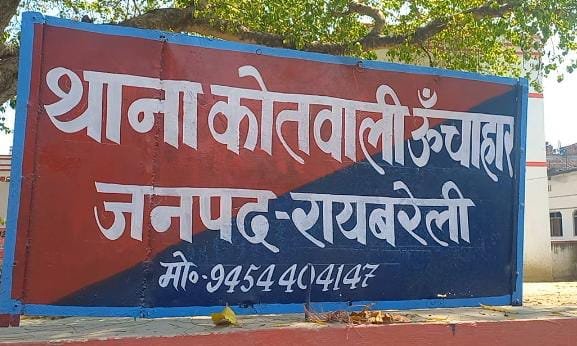 थाना कोतवाली ऊँचाहार
जनपद-रायबरेली
मो०-9454404147